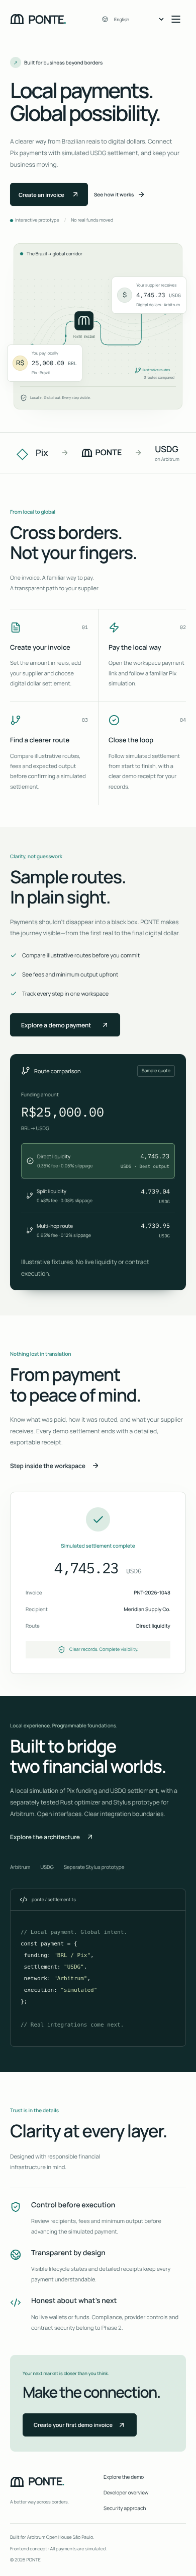 PONTE.
English
Built for business beyond borders
Local payments.
Global possibility.
A clearer way from Brazilian reais to digital dollars. Connect
Pix payments with simulated USDG settlement, and keep your
business moving.
Create an invoice
See how it works
Interactive prototype / No real funds moved
The Brazil → global corridor
Your supplier receives
$ 4,745.23 USDG
Digital dollars · Arbitrum
PONTE ENGINE
You pay locally
R$ 25,000.00 BRL
Pix · Brazil
Illustrative routes
Pix
PONTE
USDG
on Arbitrum
From local to global
Cross borders.
Not your fingers.
One invoice. A familiar way to pay.
A transparent path to your supplier.
01
Create your invoice
Set the amount in reais, add
your supplier and choose
digital dollar settlement.
02
Pay the local way
Open the workspace payment
link and follow a familiar Pix
simulation.
03
Find a clearer route
Compare illustrative routes,
fees and expected output
before confirming a simulated
settlement.
04
Close the loop
Follow simulated settlement
from start to finish, with a
clear demo receipt for your
records.
Clarity, not guesswork
Sample routes.
In plain sight.
Payments shouldn't disappear into a black box. PONTE makes
the journey visible—from the first real to the final digital dollar.
Compare illustrative routes before you commit
See fees and minimum output upfront
Track every step in one workspace
Explore a demo payment
Route comparison
Sample quote
Funding amount
R$25,000.00
BRL → USDG
Direct liquidity
0.35% fee · 0.05% slippage
4,745.23
USDG · Best output
Split liquidity
0.48% fee · 0.08% slippage
4,739.04
USDG
Multi-hop route
0.65% fee · 0.12% slippage
4,730.95
USDG
Illustrative fixtures. No live liquidity or contract
execution.
Nothing lost in translation
From payment
to peace of mind.
Know what was paid, how it was routed, and what your supplier
receives. Every demo settlement ends with a detailed,
exportable receipt.
Step inside the workspace
Simulated settlement complete
4,745.23 USDG
Invoice PNT-2026-1048
Recipient Meridian Supply Co.
Route Direct liquidity
Clear records. Complete visibility.
Local experience. Programmable foundations.
Built to bridge
two financial worlds.
A local simulation of Pix funding and USDG settlement, with a
separately tested Rust optimizer and Stylus prototype for
Arbitrum. Open interfaces. Clear integration boundaries.
Explore the architecture
Arbitrum USDG Separate Stylus prototype
ponte / settlement.ts
// Local payment. Global intent.
const payment = {
funding: "BRL / Pix",
settlement: "USDG",
network: "Arbitrum",
execution: "simulated"
};
// Real integrations come next.
Trust is in the details
Clarity at every layer.
Designed with responsible financial
infrastructure in mind.
Control before execution
Review recipients, fees and minimum output before
advancing the simulated payment.
Transparent by design
Visible lifecycle states and detailed receipts keep every
payment understandable.
Honest about what's next
No live wallets or funds. Compliance, provider controls and
contract security belong to Phase 2.
Your next market is closer than you think.
Make the connection.
Create your first demo invoice
PONTE.
A better way across borders.
Explore the demo
Developer overview
Security approach
Built for Arbitrum Open House São Paulo.
Frontend concept · All payments are simulated.
© 2026 PONTE